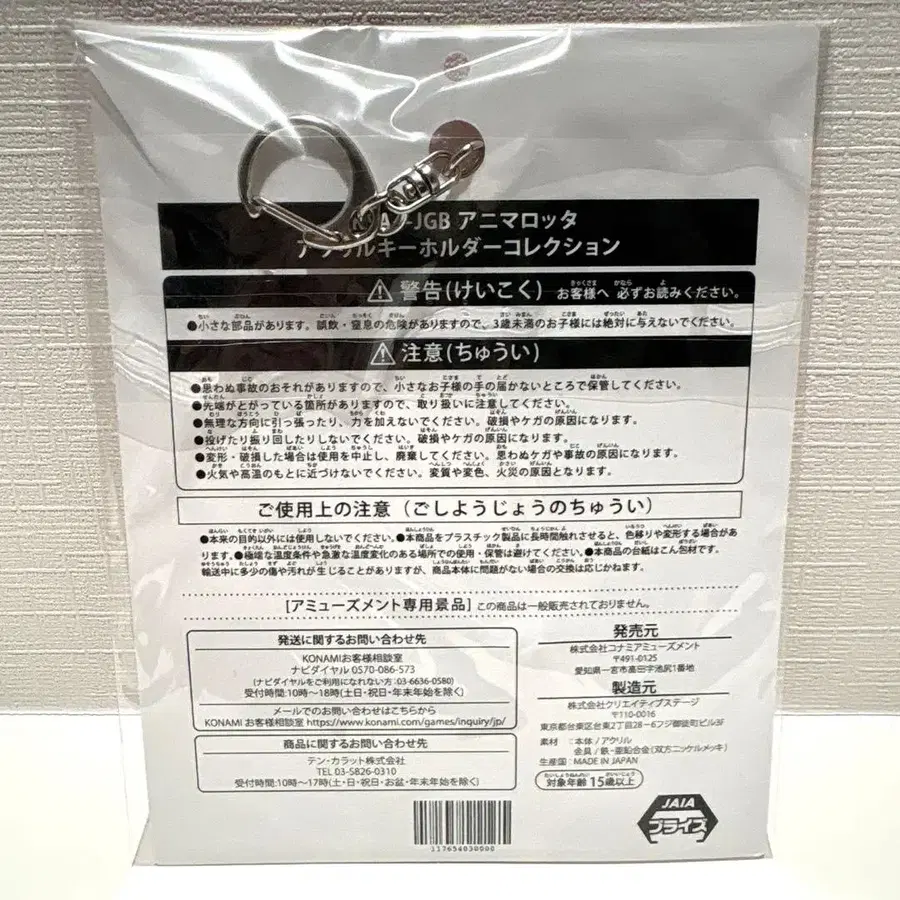 JGB アニマロッタ
キーホルダーコレクション
警告(けいこく) お客様へ 必ずお読みください。
●小さな部品があります。誤飲・窒息の危険がありますので、3歳未満のお子様には絶対に与えないでください。
注意(ちゅうい)
●思わぬ事故のおそれがありますので、小さなお子様の手の届かないところで保管してください。
●先端がとがっている箇所がありますので、取り扱いに注意してください。
●無理な方向に引っ張ったり、力を加えないでください。破損やケガの原因になります。
●投げたり振り回したりしないでください。破損やケガの原因になります。
●変形・破損した場合は使用を中止し、廃棄してください。思わぬケガや事故の原因になります。
●火気や高温のもとに近づけないでください。変質や変色、火災の原因となります。
ご使用上の注意(ごしようじょうのちゅうい)
●本来の目的以外には使用しないでください。●本商品をプラスチック製品に長時間触れさせると、色移りや変形する場合があ
ります。●極端な温度条件や急激な温度変化のある場所での使用・保管は避けてください。●本商品の台紙はこん包材です。
輸送中に多少の傷や汚れが生じることがありますが、商品本体に問題がない場合の交換は応じかねます。
[アミューズメント専用景品] この商品は一般販売されておりません。
発送に関するお問い合わせ先
KONAMIお客様相談室
ナビダイヤル 0570-086-573
(ナビダイヤルをご利用になれない方:03-6636-0580)
受付時間:10時～18時(土・日・祝日・年末年始を除く)
メールでのお問い合わせはこちらから
KONAMI お客様相談室 https://www.konami.com/games/inquiry/jp/
商品に関するお問い合わせ先
テン・カラット株式会社
TEL 03-5826-0310
受付時間:10時～17時(土・日・祝日・お盆・年末年始を除く)
発売元
株式会社コナミアミューズメント
〒491-0125
愛知県一宮市高田字池尻1番地
製造元
株式会社クリエイティブステージ
〒110-0016
東京都台東区台東2丁目28-6フジ御徒町ビル3F
素材 :本体/アクリル
金具/鉄・亜鉛合金(双方ニッケルメッキ)
生産国:MADE IN JAPAN
対象年齢 15歳以上
117654030000
JAIA
プライズ